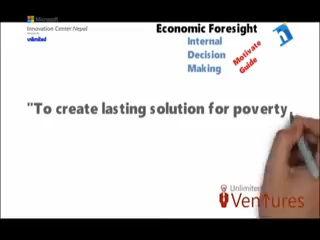 Microsoft
Innovation Center Nepal
unlimited
Economic Foresight
Internal
Decision
Making
Motivate
Guide
"To create lasting solution for poverty,
Unlimited
Ventures